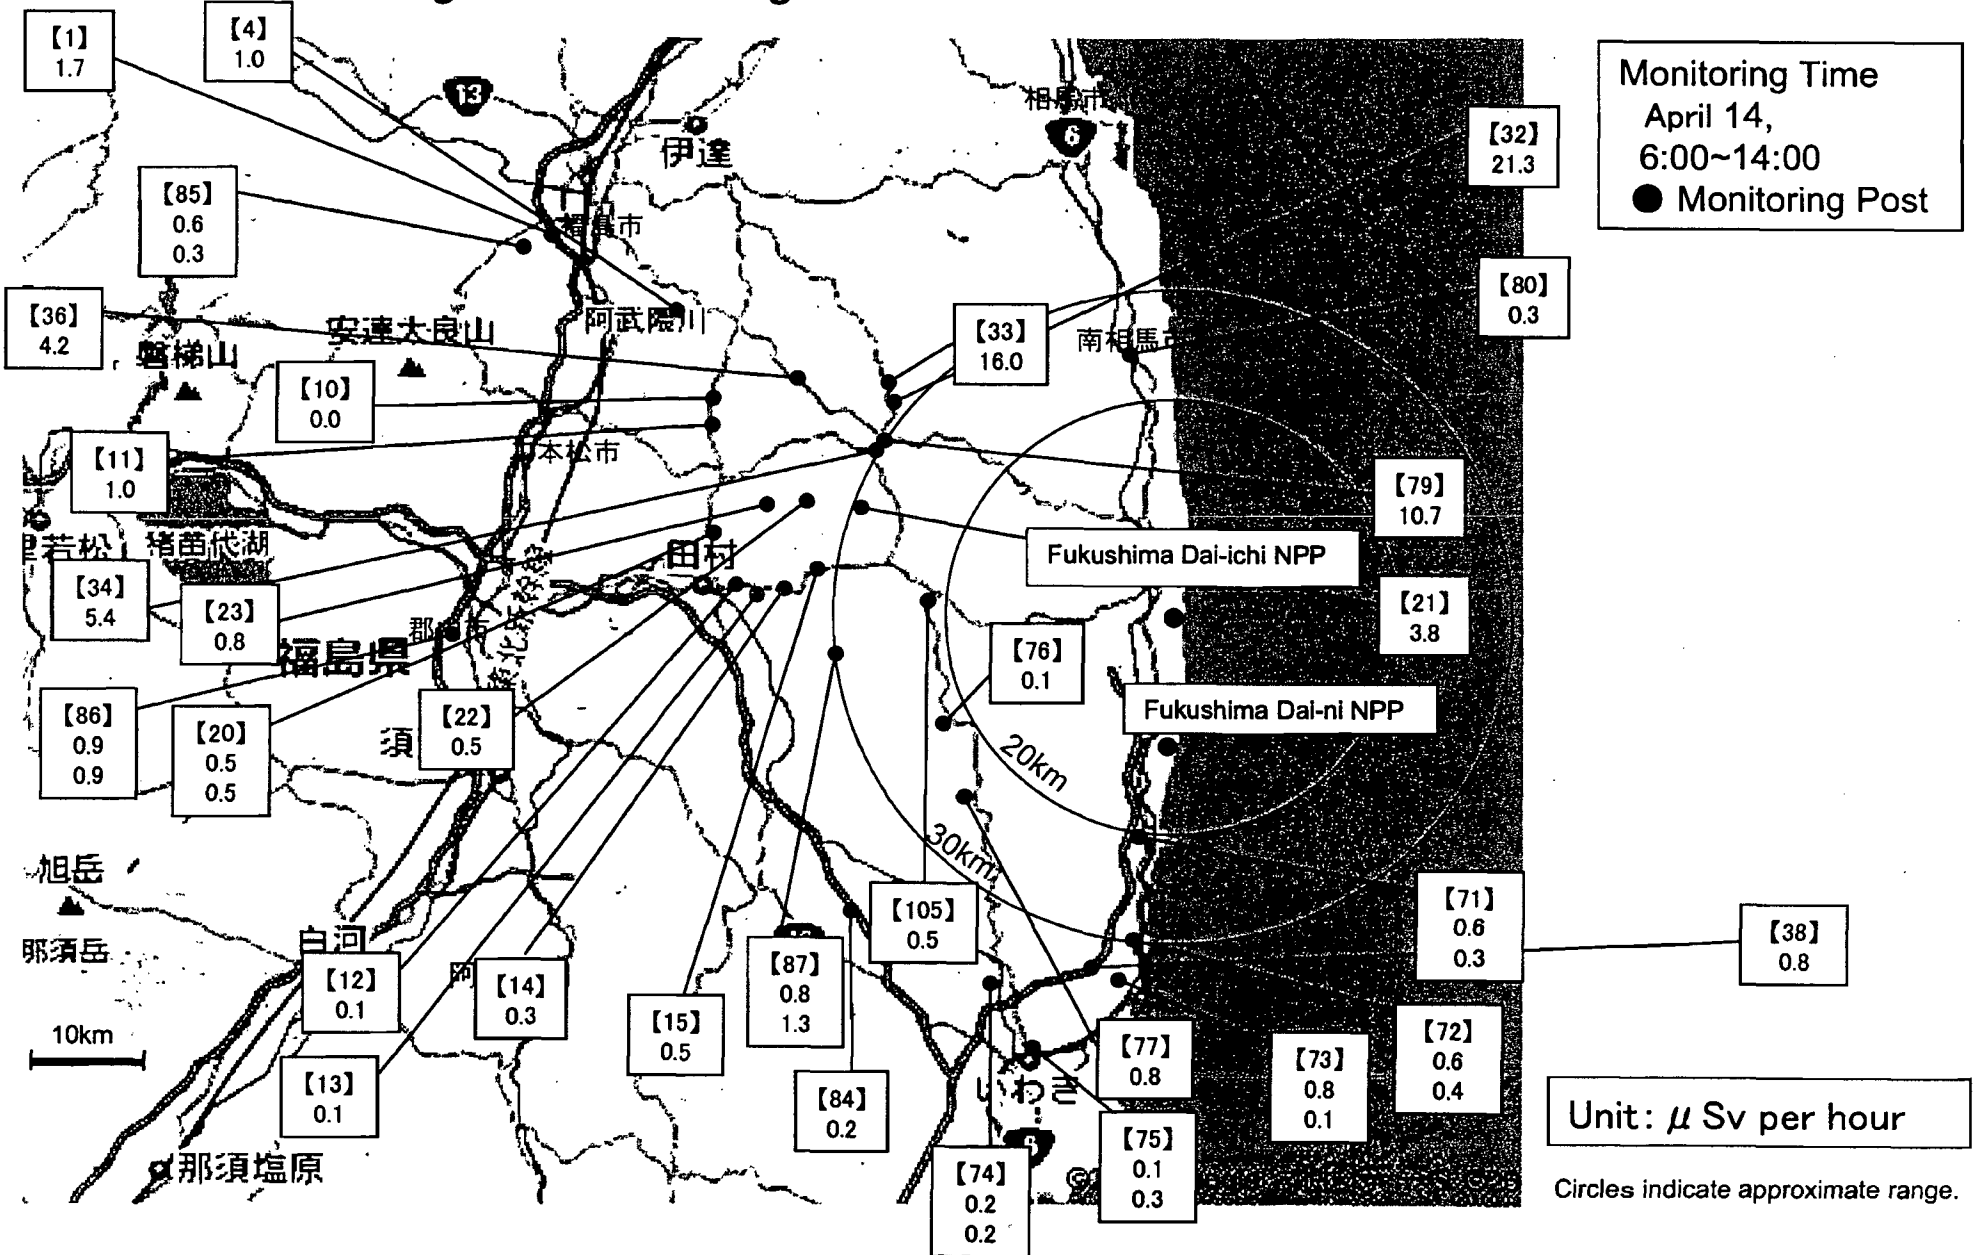 【1】
1.7
【4】
1.0
13
伊達
相馬市
6
Monitoring Time
April 14,
6:00~14:00
● Monitoring Post
【32】
21.3
【85】
0.6
0.3
福島市
【80】
0.3
【36】
4.2
安達太良山
阿武隈川
磐梯山
【33】
16.0
南相馬市
【10】
0.0
本松市
【11】
1.0
【79】
10.7
若松
猪苗代湖
田村
Fukushima Dai-ichi NPP
【34】
5.4
【23】
0.8
【21】
3.8
福島県
【76】
0.1
【86】
0.9
0.9
【20】
0.5
0.5
【22】
0.5
須
Fukushima Dai-ni NPP
20km
30km
旭岳
那須岳
白河
【105】
0.5
【71】
0.6
0.3
【38】
0.8
【12】
0.1
【14】
0.3
【15】
0.5
【87】
0.8
1.3
10km
【13】
0.1
【84】
0.2
【77】
0.8
【73】
0.8
0.1
【72】
0.6
0.4
いわき
【75】
0.1
0.3
【74】
0.2
0.2
那須塩原
Unit: μ Sv per hour
Circles indicate approximate range.